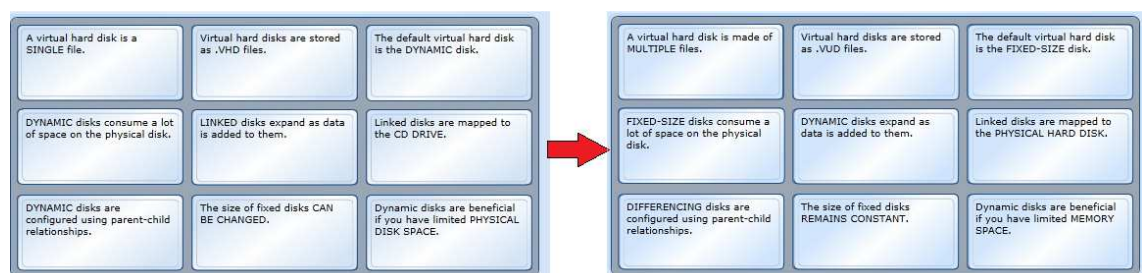 A virtual hard disk is a
SINGLE file.
Virtual hard disks are stored
as .VHD files.
The default virtual hard disk
is the DYNAMIC disk.
DYNAMIC disks consume a lot
of space on the physical disk.
LINKED disks expand as data
is added to them.
Linked disks are mapped to
the CD DRIVE.
DYNAMIC disks are
configured using parent-child
relationships.
The size of fixed disks CAN
BE CHANGED.
Dynamic disks are beneficial
if you have limited PHYSICAL
DISK SPACE.
A virtual hard disk is made of
MULTIPLE files.
Virtual hard disks are stored
as .VUD files.
The default virtual hard disk
is the FIXED-SIZE disk.
FIXED-SIZE disks consume a
lot of space on the physical
disk.
DYNAMIC disks expand as
data is added to them.
Linked disks are mapped to
the PHYSICAL HARD DISK.
DIFFERENCING disks are
configured using parent-child
relationships.
The size of fixed disks
REMAINS CONSTANT.
Dynamic disks are beneficial
if you have limited MEMORY
SPACE.